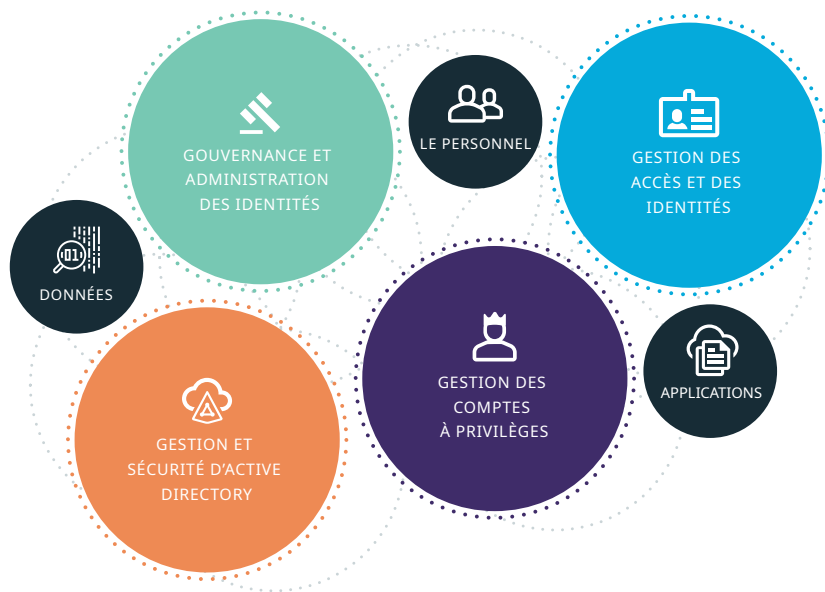 GOUVERNANCE ET
ADMINISTRATION
DES IDENTITÉS
LE PERSONNEL
GESTION DES
ACCÈS ET DES
IDENTITÉS
01
DONNÉES
GESTION DES
COMPTES
À PRIVILÈGES
APPLICATIONS
GESTION ET
SÉCURITÉ D’ACTIVE
DIRECTORY